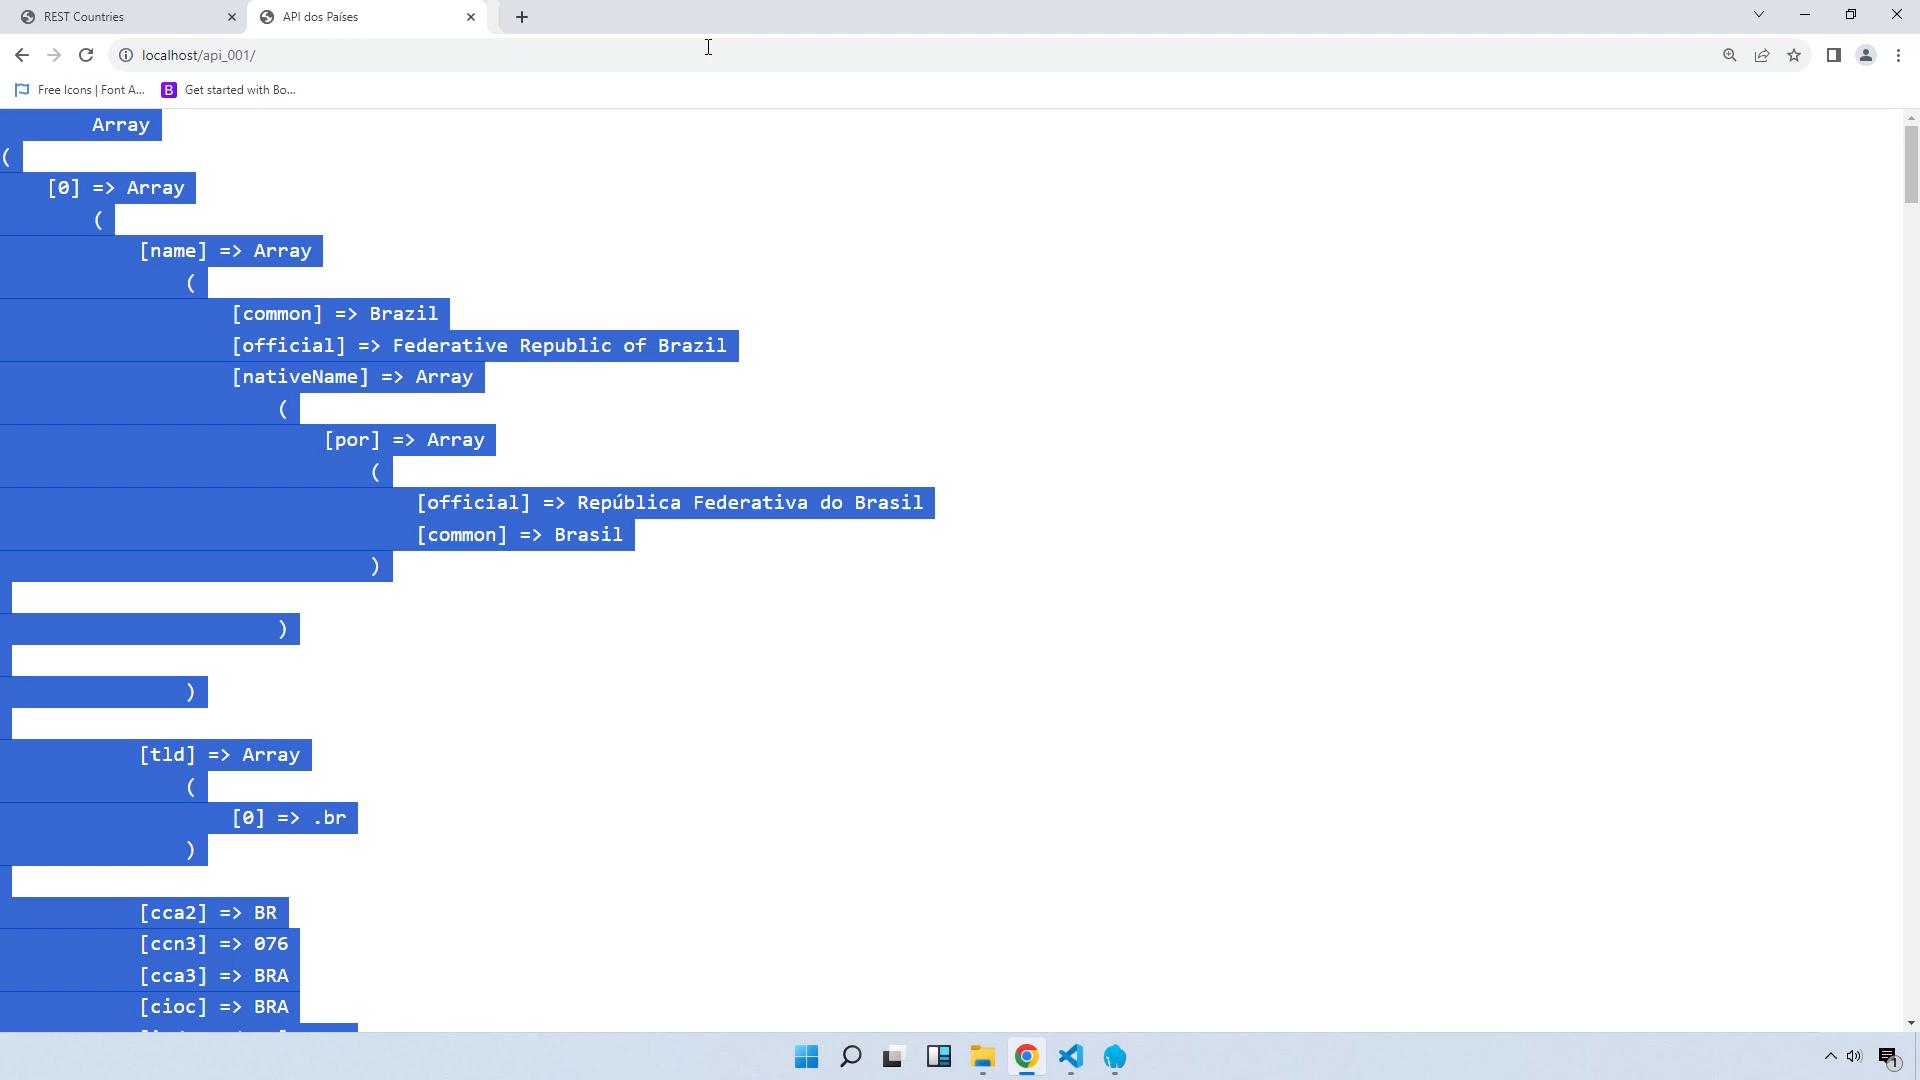 REST Countries
API dos Países
localhost/api_001/
Free Icons | Font A...
B Get started with Bo...
Array
(
[0] => Array
(
[name] => Array
(
[common] => Brazil
[official] => Federative Republic of Brazil
[nativeName] => Array
(
[por] => Array
(
[official] => República Federativa do Brasil
[common] => Brasil
)
)
)
[tld] => Array
(
[0] => .br
)
[cca2] => BR
[ccn3] => 076
[cca3] => BRA
[cioc] => BRA
1